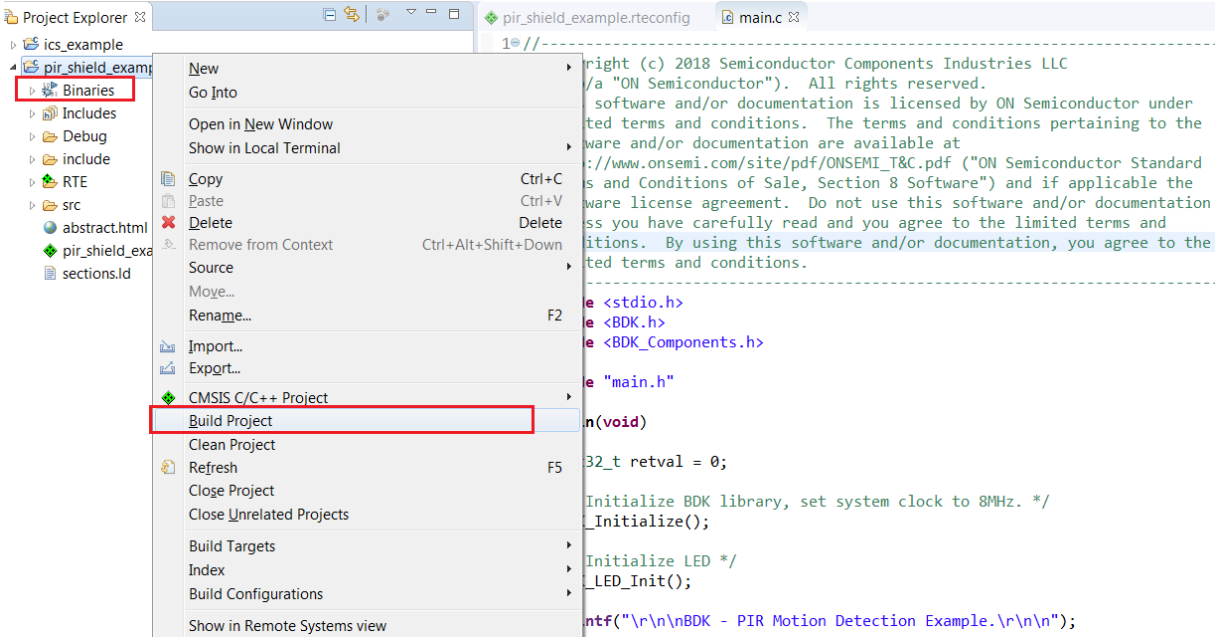 Project Explorer
ics_example
pir_shield_examp
Binaries
Includes
Debug
include
RTE
src
abstract.html
pir_shield_exa
sections.ld
New
Go Into
Open in New Window
Show in Local Terminal
Copy Ctrl+C
Paste Ctrl+V
Delete Delete
Remove from Context Ctrl+Alt+Shift+Down
Source
Move...
Rename... F2
Import...
Export...
CMSIS C/C++ Project
Build Project
Clean Project
Refresh F5
Close Project
Close Unrelated Projects
Build Targets
Index
Build Configurations
Show in Remote Systems view
pir_shield_example.rteconfig
main.c
1 //-----------------------------------------------------------------------
right (c) 2018 Semiconductor Components Industries LLC
/a "ON Semiconductor"). All rights reserved.
software and/or documentation is licensed by ON Semiconductor under
ted terms and conditions. The terms and conditions pertaining to the
ware and/or documentation are available at
://www.onsemi.com/site/pdf/ONSEMI_T&C.pdf ("ON Semiconductor Standard
s and Conditions of Sale, Section 8 Software") and if applicable the
ware license agreement. Do not use this software and/or documentation
ss you have carefully read and you agree to the limited terms and
itions. By using this software and/or documentation, you agree to the
ted terms and conditions.
-----------------------------------------------------------------------
e <stdio.h>
e <BDK.h>
e <BDK_Components.h>
e "main.h"
n(void)
32_t retval = 0;
Initialize BDK library, set system clock to 8MHz. */
_Initialize();
Initialize LED */
_LED_Init();
ntf("\r\n\nBDK - PIR Motion Detection Example.\r\n\n");